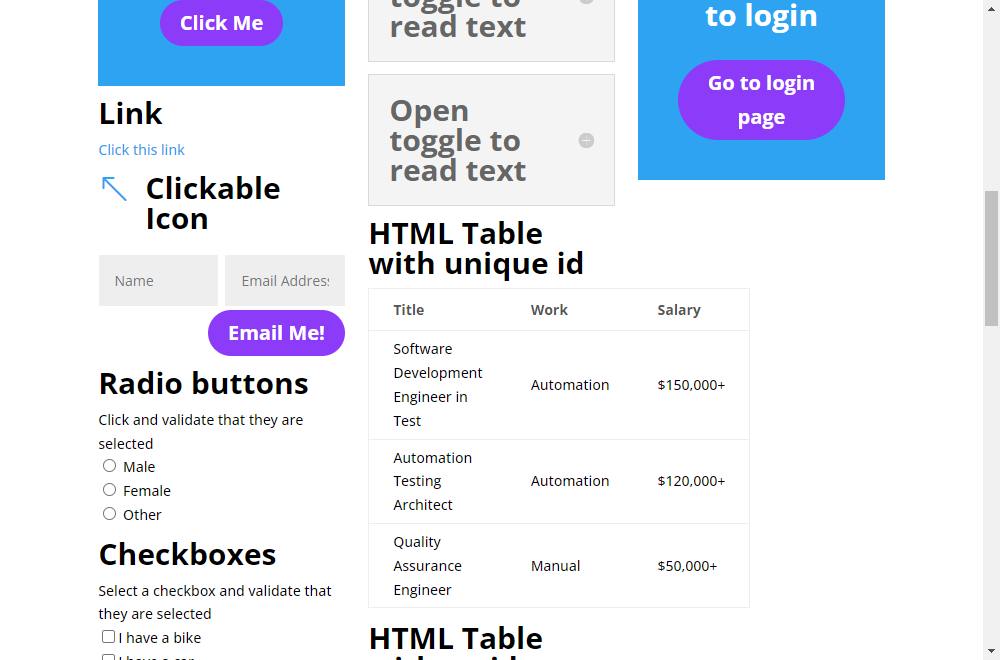 Click Me
Link
Click this link
Clickable
Icon
Name
Email Address
Email Me!
Radio buttons
Click and validate that they are
selected
Male
Female
Other
Checkboxes
Select a checkbox and validate that
they are selected
I have a bike
I have a car
toggle to
read text
Open
toggle to
read text
HTML Table
with unique id
Title Work Salary
Software
Development
Engineer in
Test
Automation $150,000+
Automation
Testing
Architect
Automation $120,000+
Quality
Assurance
Engineer
Manual $50,000+
HTML Table
to login
Go to login
page